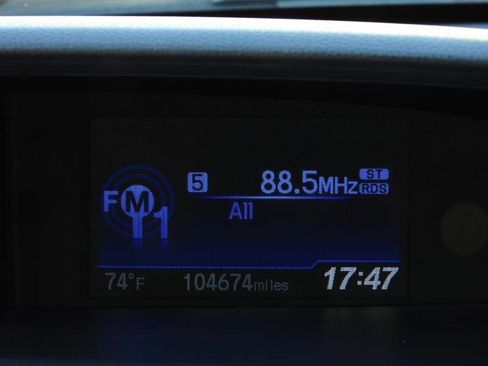 FM1 5 88.5MHz ST
RDS
All
74°F 104674miles 17:47